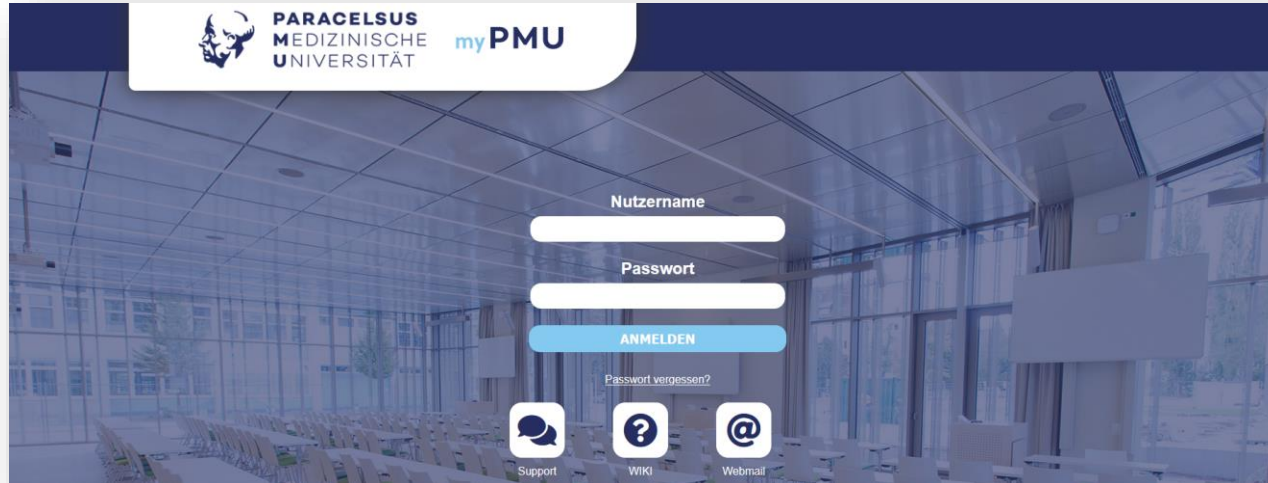 PARACELSUS
MEDIZINISCHE
UNIVERSITÄT
myPMU
Nutzername
Passwort
ANMELDEN
Passwort vergessen?
Support
WIKI
Webmail